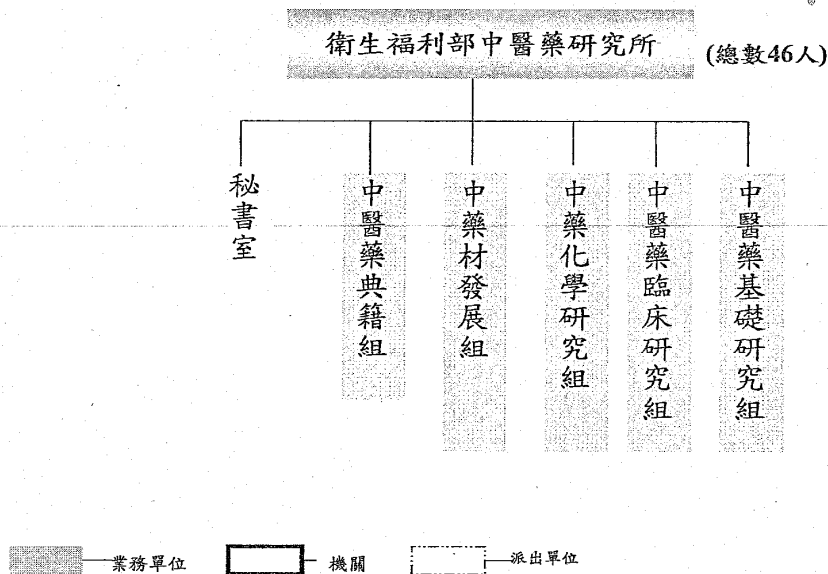 衛生福利部中醫藥研究所
(總數46人)
秘書室
中醫藥典籍組
中藥材發展組
中藥化學研究組
中醫藥臨床研究組
中醫藥基礎研究組
業務單位
機關
派出單位